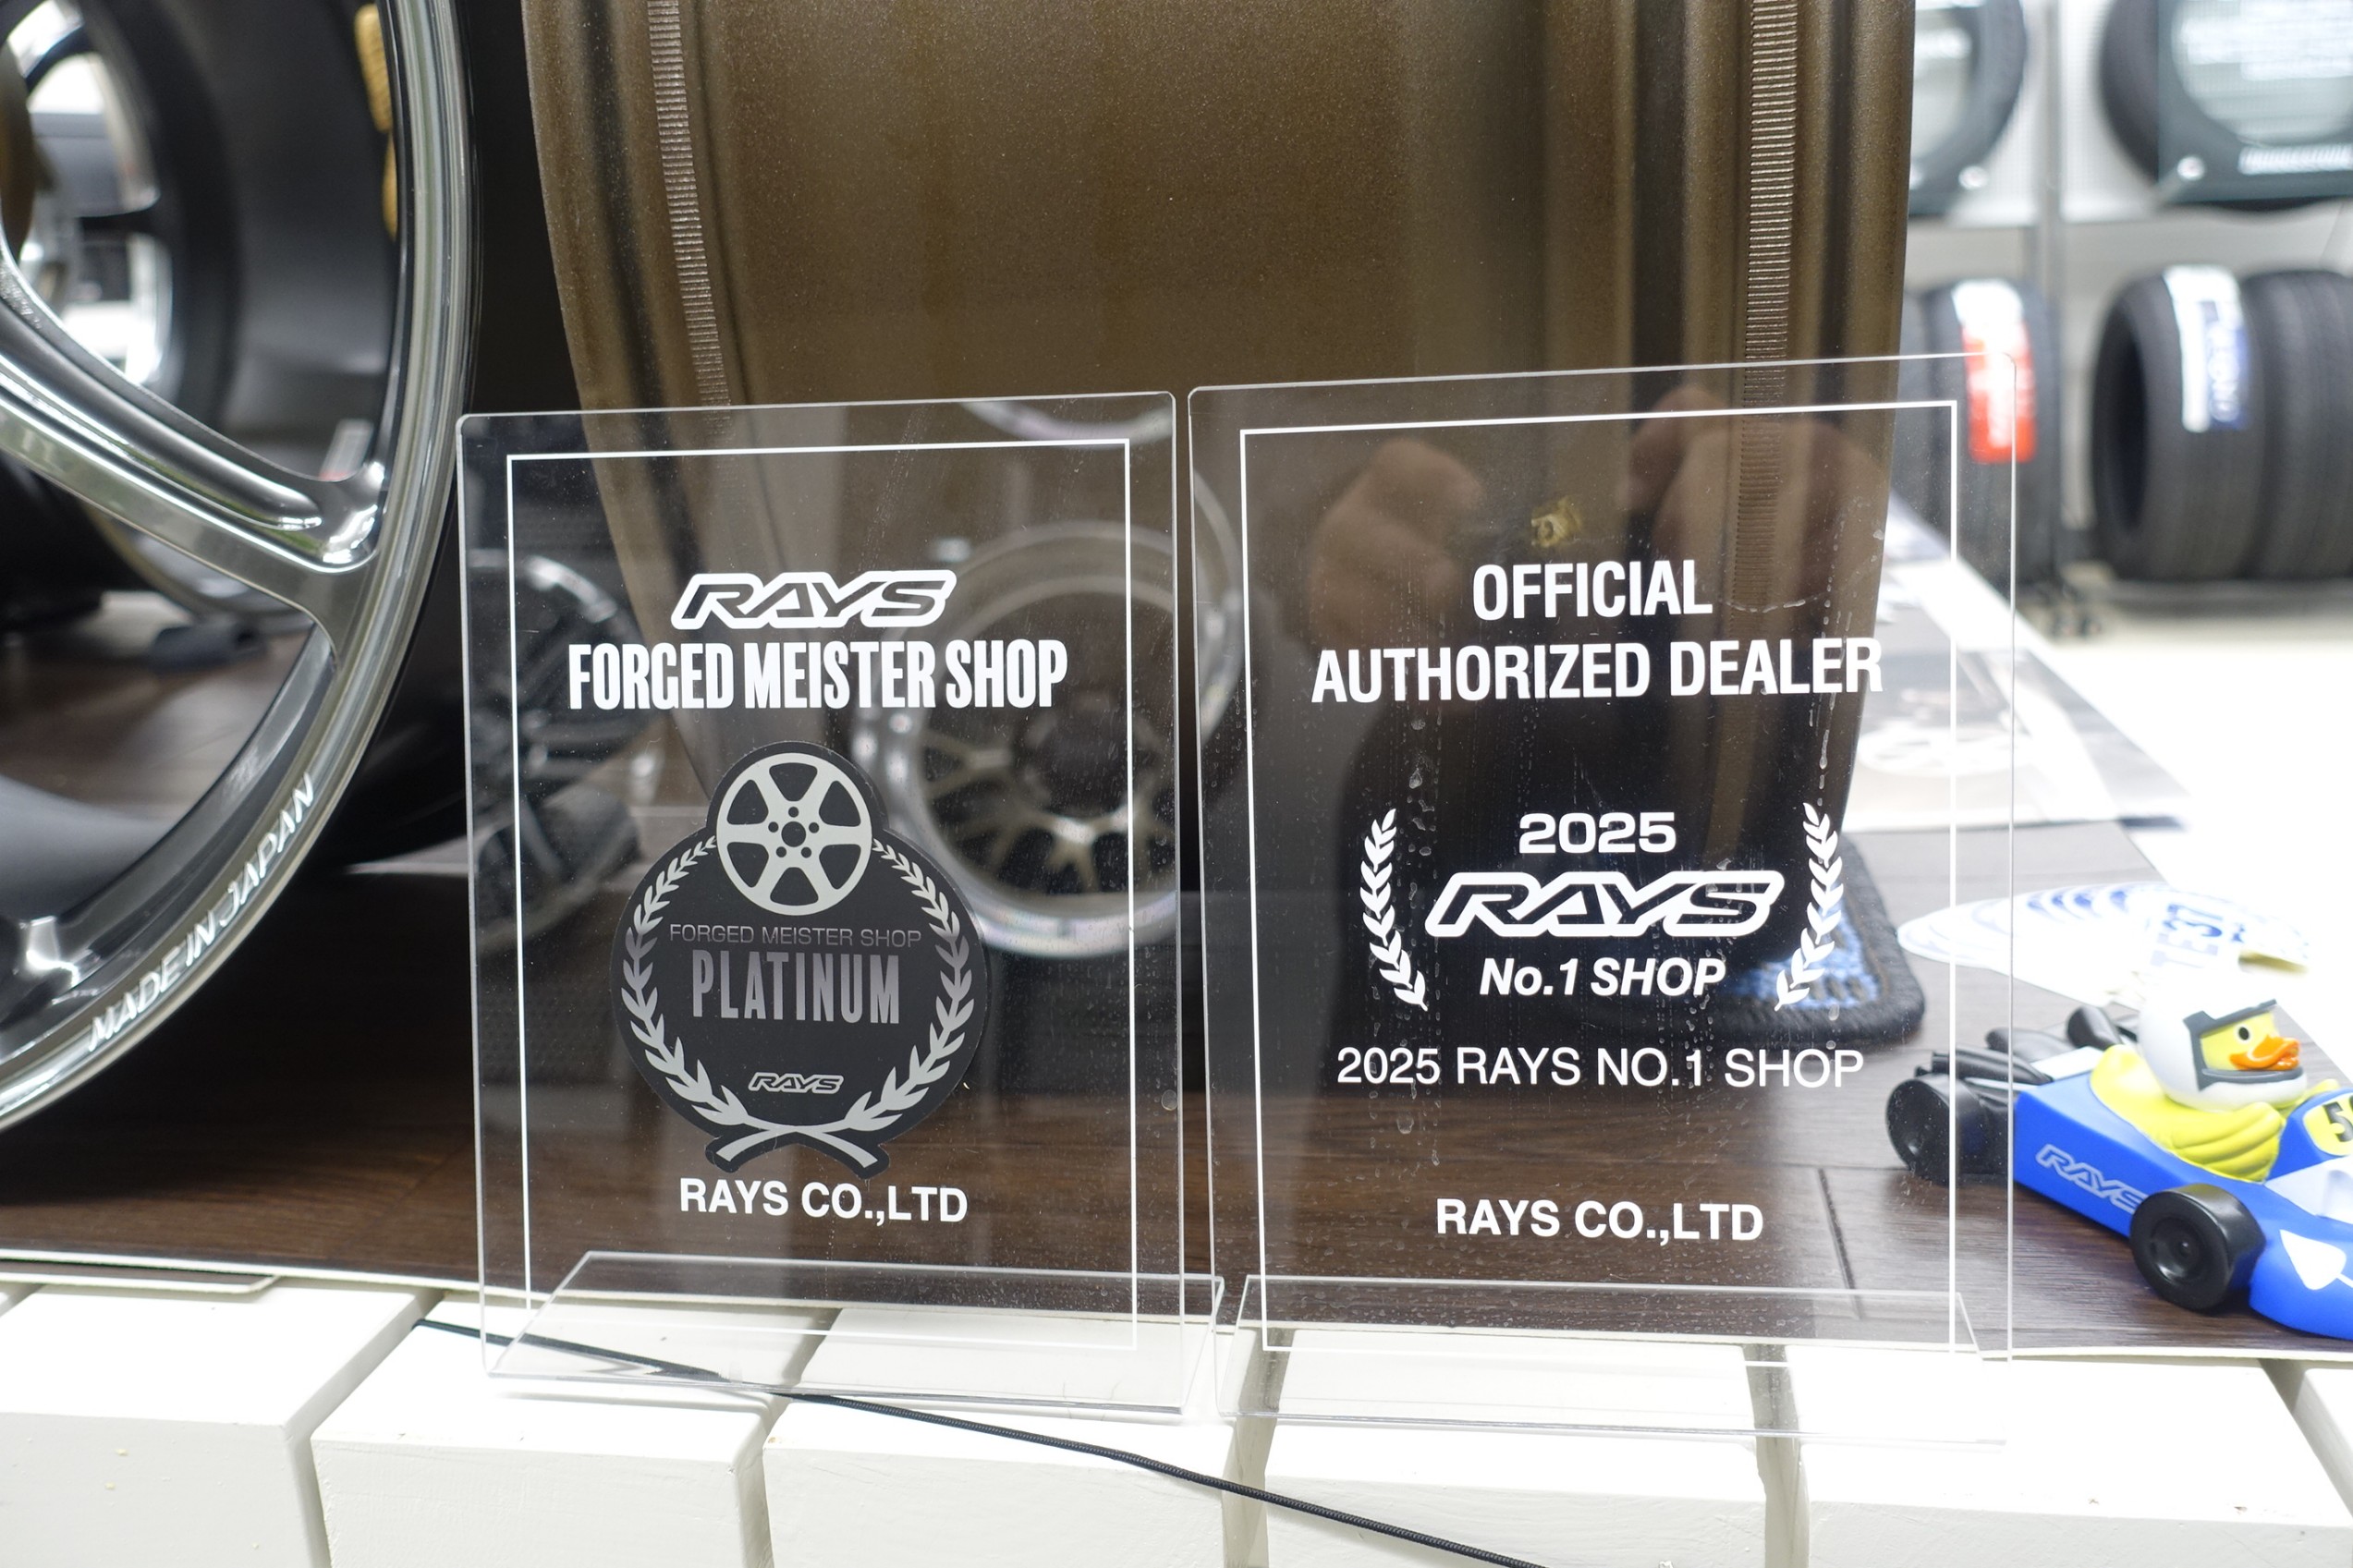 MADE IN JAPAN
RAYS
FORGED MEISTER SHOP
FORGED MEISTER SHOP
PLATINUM
RAYS
RAYS CO.,LTD
OFFICIAL
AUTHORIZED DEALER
2025
RAYS
No.1 SHOP
2025 RAYS NO.1 SHOP
RAYS CO.,LTD
TE37
RAYS